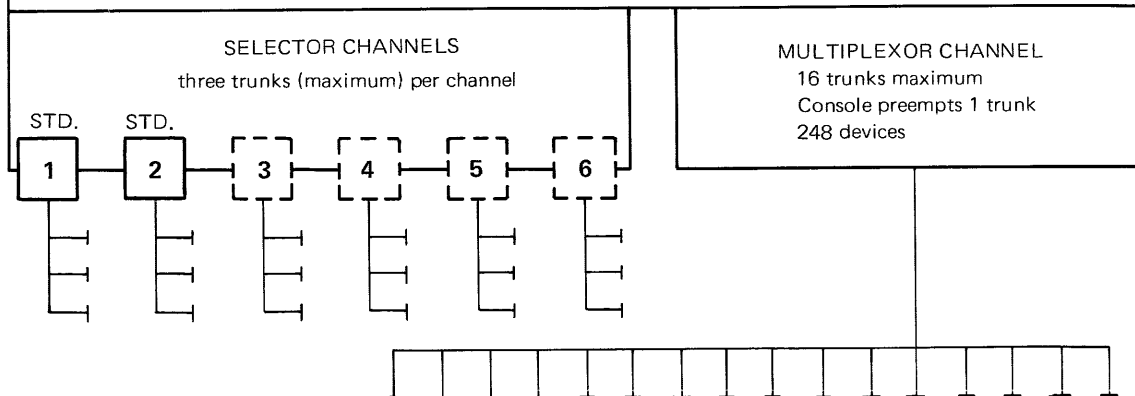 SELECTOR CHANNELS
three trunks (maximum) per channel
STD. STD.
1 2 3 4 5 6
MULTIPLEXOR CHANNEL
16 trunks maximum
Console preempts 1 trunk
248 devices